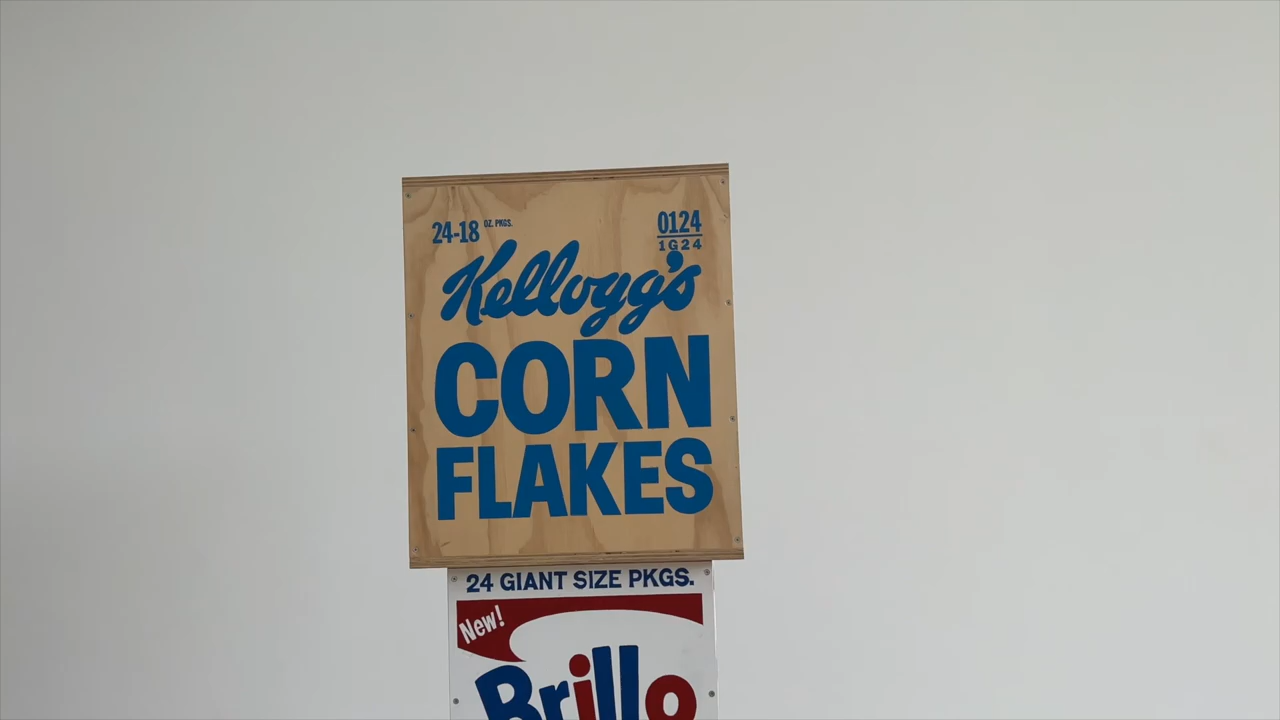 24-18 OZ. PKGS.
0124
1G24
Kellogg's
CORN
FLAKES
24 GIANT SIZE PKGS.
New!
Brillo